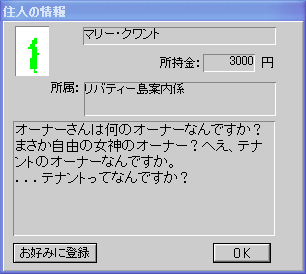 住人の情報
マリー・クワント
所持金: 3000 円
所属: リバティー島案内係
オーナーさんは何のオーナーなんですか？
まさか自由の女神のオーナー？へえ、テナ
ントのオーナーなんですか。
...テナントってなんですか？
お好みに登録 OK